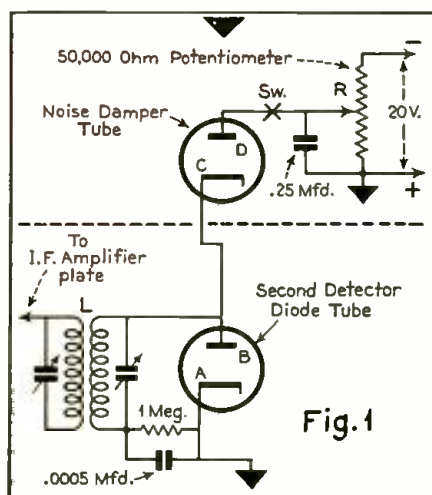 50,000 Ohm Potentiometer
−
Sw.
R
20V.
Noise Damper
Tube
D
C
.25 Mfd.
+
To
I.F. Amplifier
plate
L
Second Detector
Diode Tube
B
A
1 Meg.
Fig.1
.0005 Mfd.